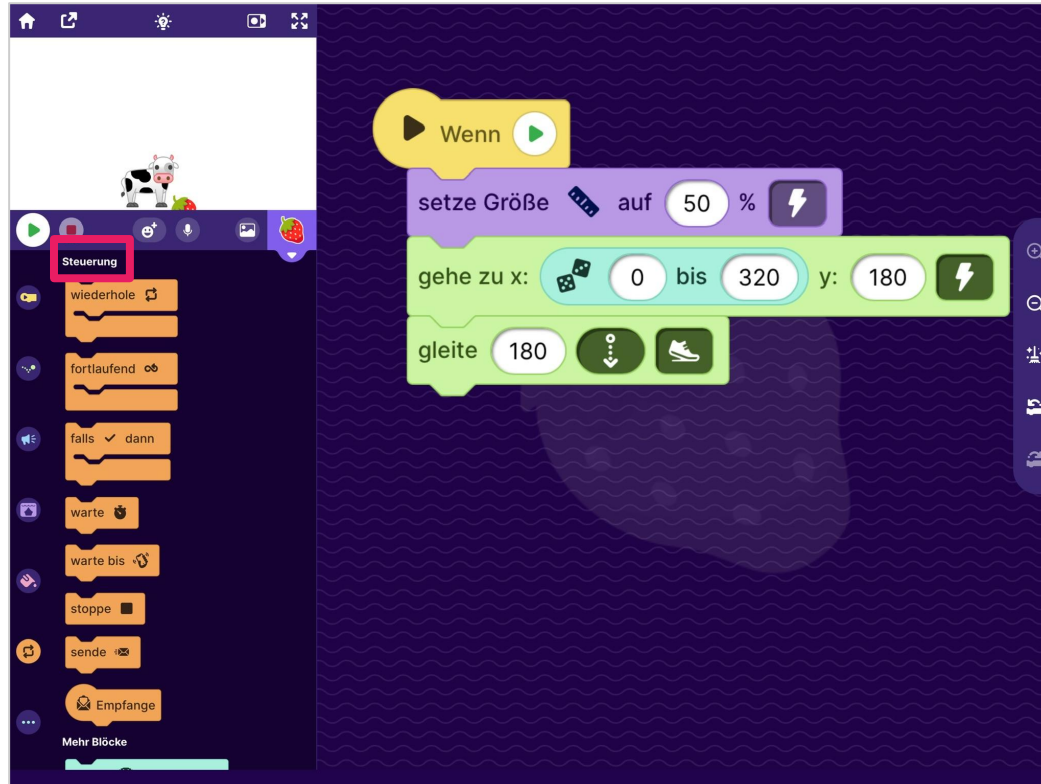 Steuerung
wiederhole
fortlaufend
falls dann
warte
warte bis
stoppe
sende
Empfange
Mehr Blöcke
Wenn
setze Größe auf 50 %
gehe zu x: 0 bis 320 y: 180
gleite 180